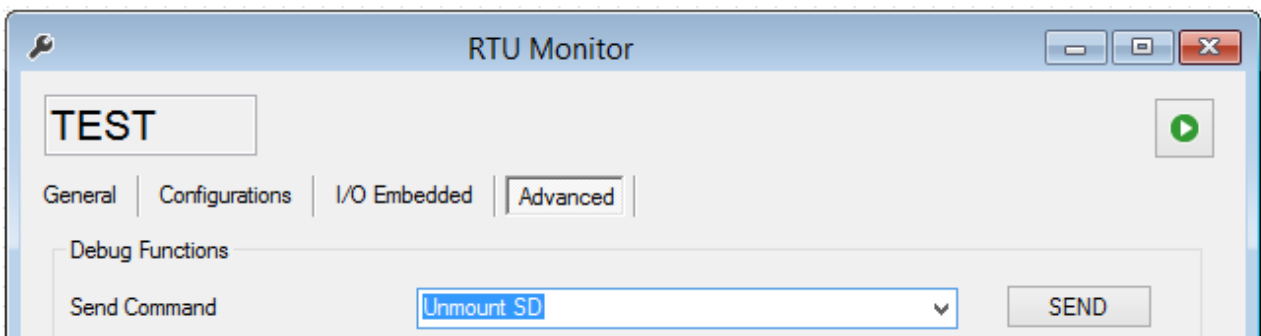 RTU Monitor
TEST
General Configurations I/O Embedded Advanced
Debug Functions
Send Command Unmount SD SEND